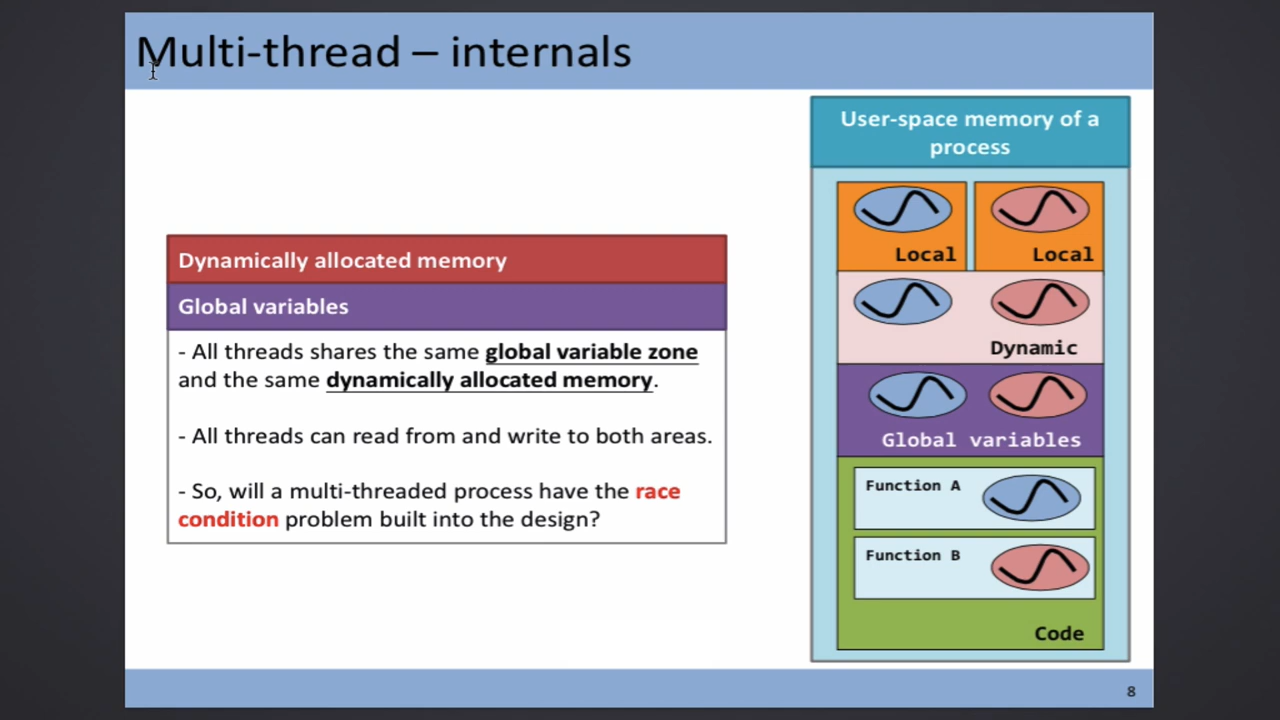 Multi-thread – internals
Dynamically allocated memory
Global variables
- All threads shares the same global variable zone
and the same dynamically allocated memory.
- All threads can read from and write to both areas.
- So, will a multi-threaded process have the race
condition problem built into the design?
User-space memory of a
process
Local
Local
Dynamic
Global variables
Function A
Function B
Code
8